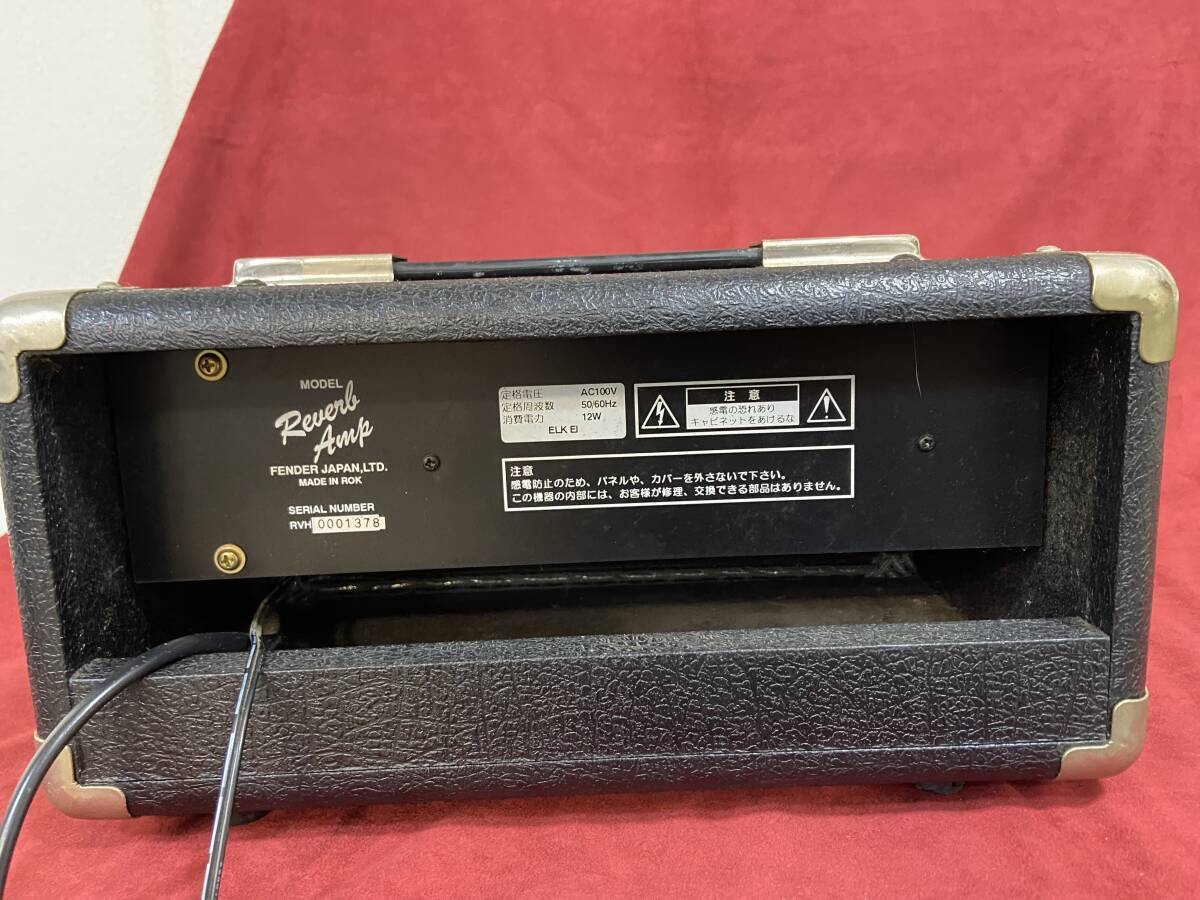 MODEL
Reverb
Amp
FENDER JAPAN,LTD.
MADE IN ROK
SERIAL NUMBER
RVH 0001378
定格電圧 AC100V
定格周波数 50/60Hz
消費電力 12W
ELK EI
注意
感電の恐れあり
キャビネットをあけるな
注意
感電防止のため、パネルや、カバーを外さないで下さい。
この機器の内部には、お客様が修理、交換できる部品はありません。